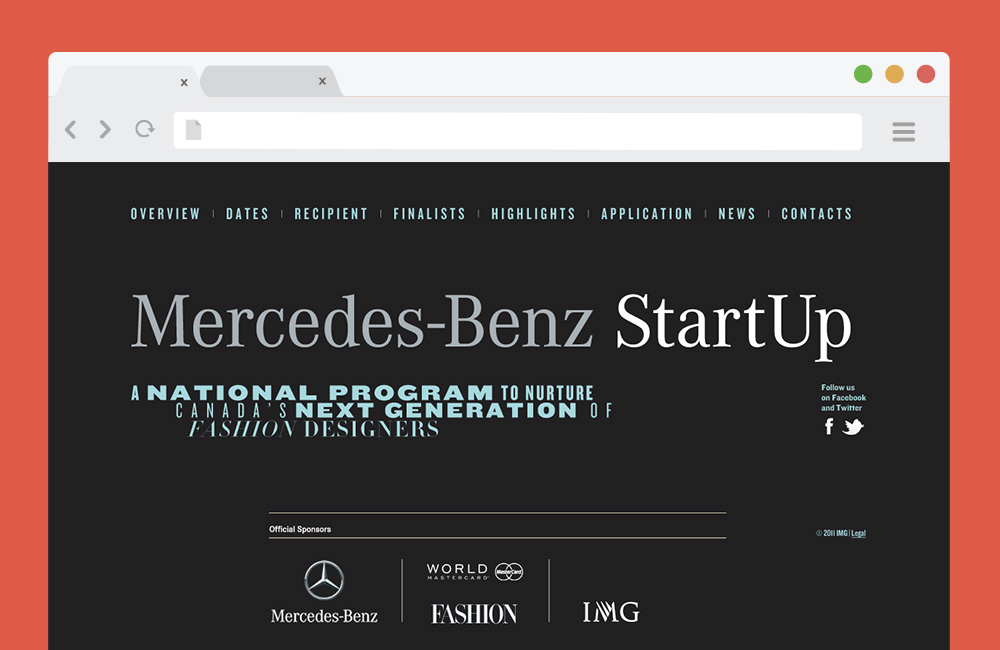 OVERVIEW | DATES | RECIPIENT | FINALISTS | HIGHLIGHTS | APPLICATION | NEWS | CONTACTS
Mercedes-Benz StartUp
A NATIONAL PROGRAM TO NURTURE
CANADA'S NEXT GENERATION OF
FASHION DESIGNERS
Follow us
on Facebook
and Twitter
Official Sponsors
© 2011 IMG | Legal
Mercedes-Benz
WORLD
MASTERCARD
MasterCard
FASHION
IMG